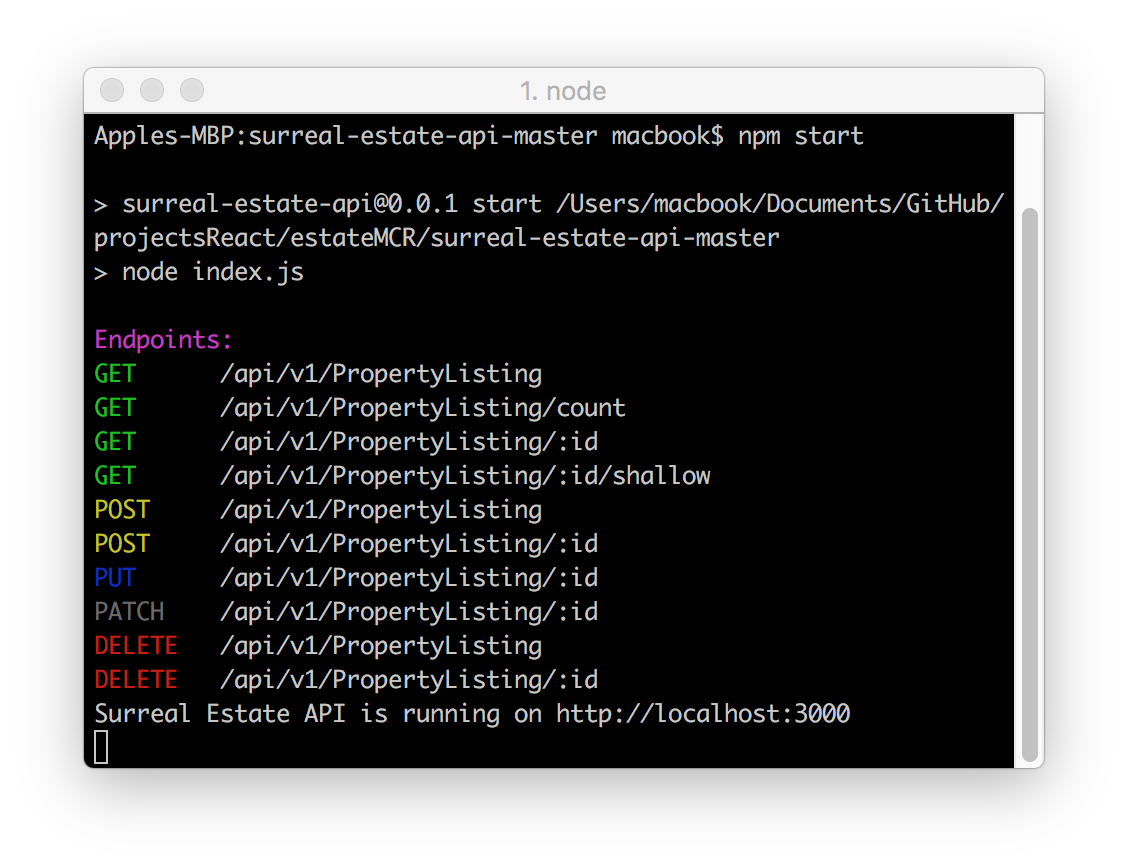 1. node
Apples-MBP:surreal-estate-api-master macbook$ npm start
> surreal-estate-api@0.0.1 start /Users/macbook/Documents/GitHub/
projectsReact/estateMCR/surreal-estate-api-master
> node index.js
Endpoints:
GET /api/v1/PropertyListing
GET /api/v1/PropertyListing/count
GET /api/v1/PropertyListing/:id
GET /api/v1/PropertyListing/:id/shallow
POST /api/v1/PropertyListing
POST /api/v1/PropertyListing/:id
PUT /api/v1/PropertyListing/:id
PATCH /api/v1/PropertyListing/:id
DELETE /api/v1/PropertyListing
DELETE /api/v1/PropertyListing/:id
Surreal Estate API is running on http://localhost:3000